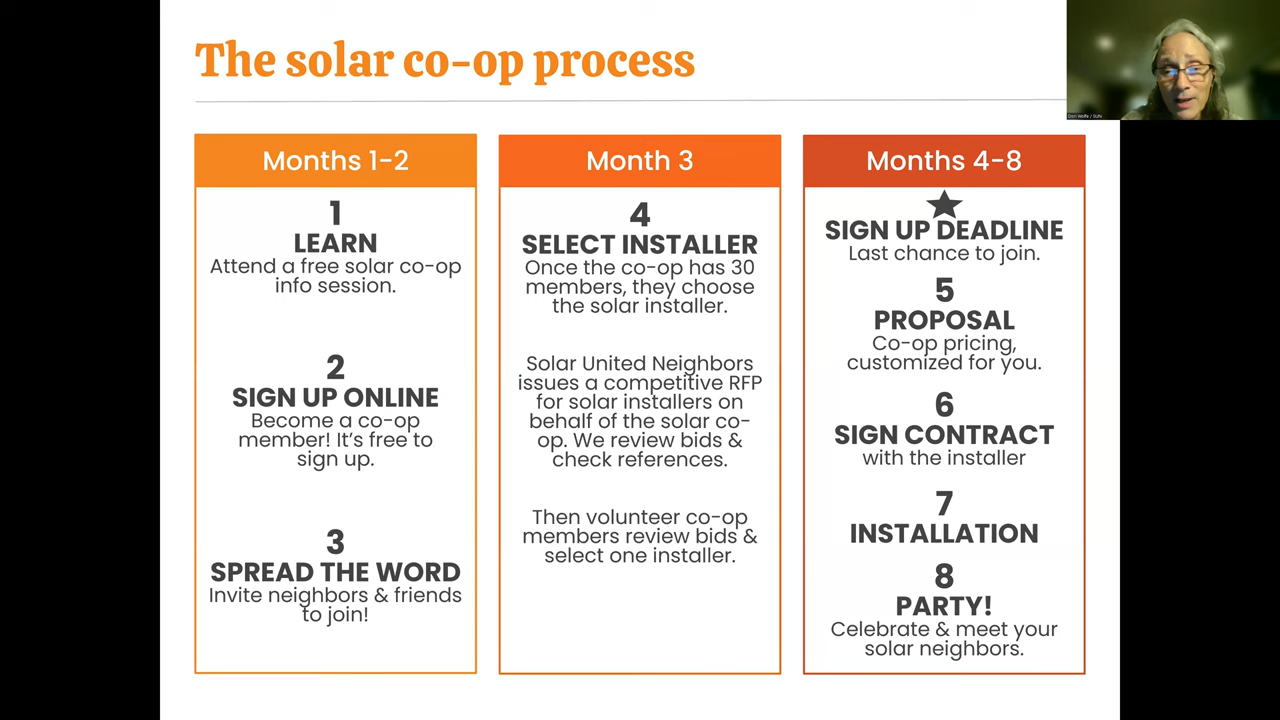 The solar co-op process
Months 1-2
1
LEARN
Attend a free solar co-op
info session.
2
SIGN UP ONLINE
Become a co-op
member! It's free to
sign up.
3
SPREAD THE WORD
Invite neighbors & friends
to join!
Month 3
4
SELECT INSTALLER
Once the co-op has 30
members, they choose
the solar installer.
Solar United Neighbors
issues a competitive RFP
for solar installers on
behalf of the solar co-
op. We review bids &
check references.
Then volunteer co-op
members review bids &
select one installer.
Months 4-8
SIGN UP DEADLINE
Last chance to join.
5
PROPOSAL
Co-op pricing,
customized for you.
6
SIGN CONTRACT
with the installer
7
INSTALLATION
8
PARTY!
Celebrate & meet your
solar neighbors.